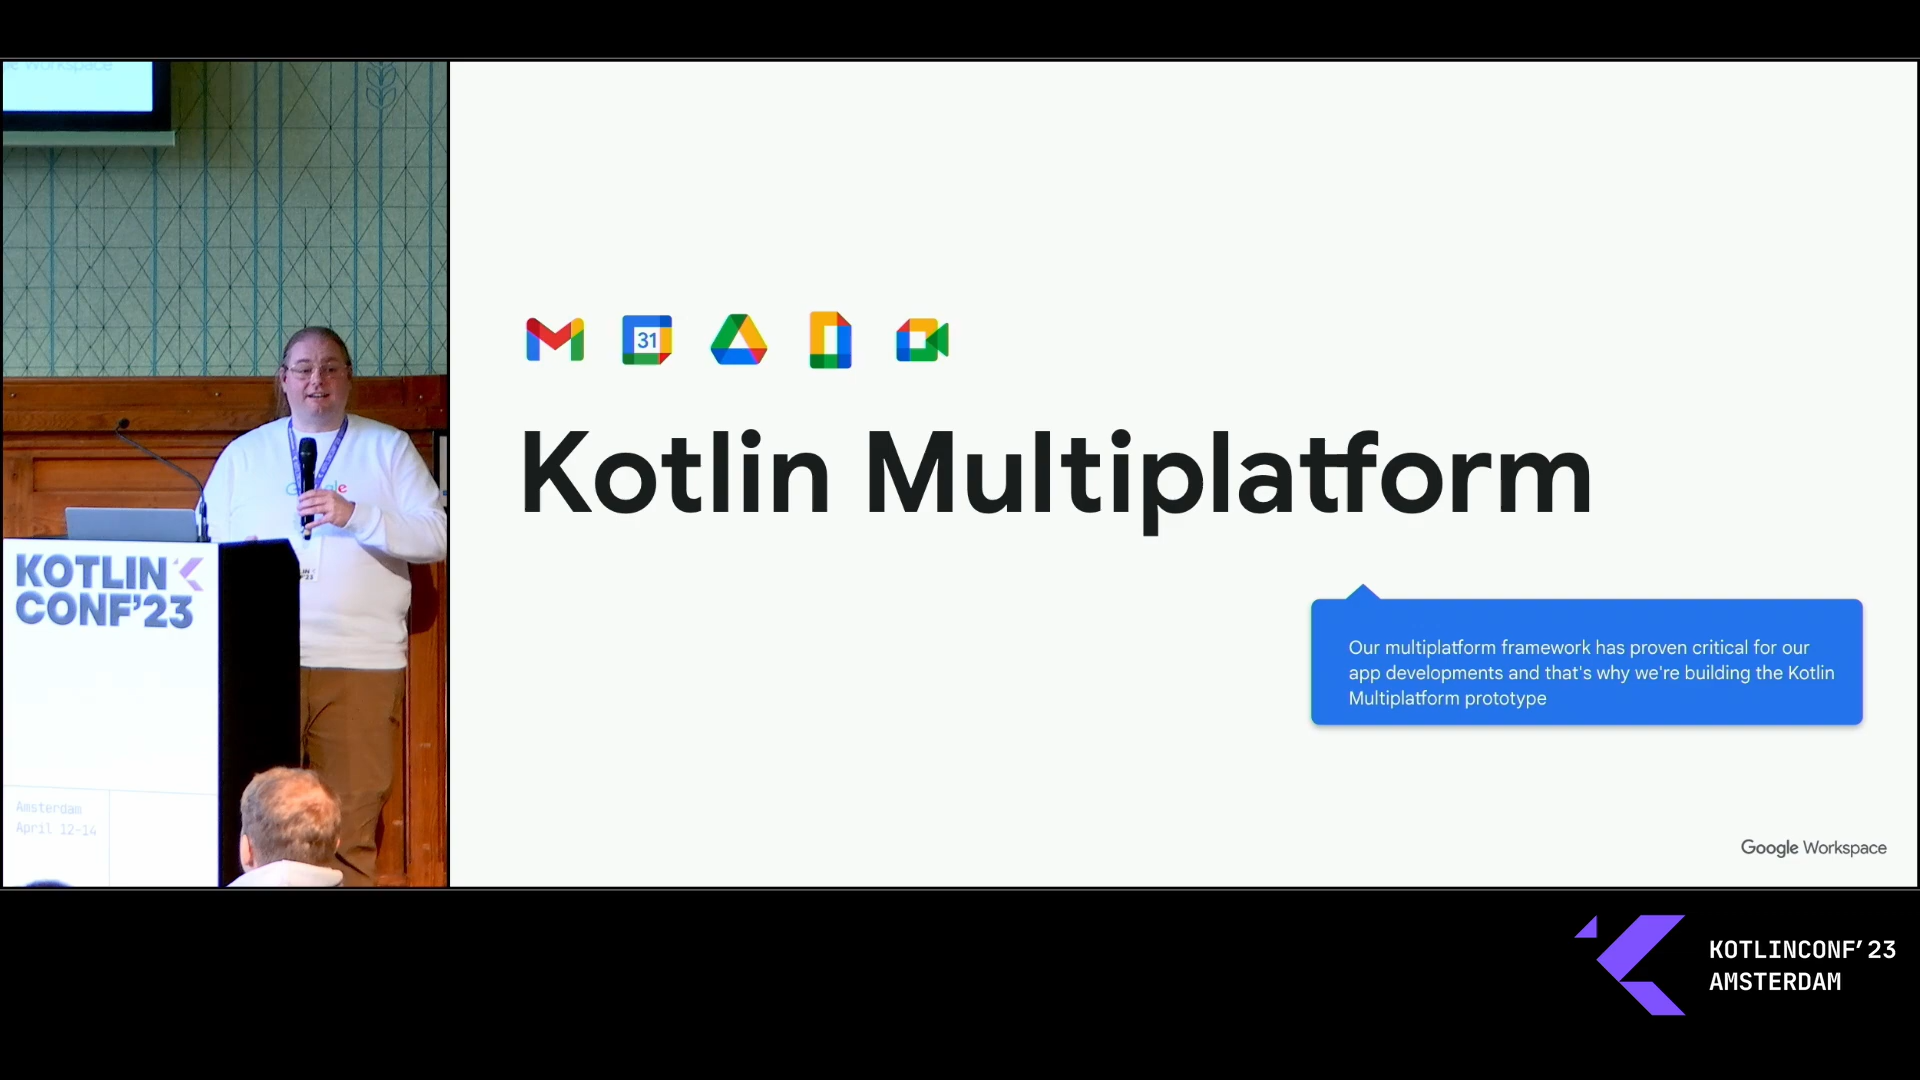 Workspace
31
Kotlin Multiplatform
Our multiplatform framework has proven critical for our
app developments and that's why we're building the Kotlin
Multiplatform prototype
Google Workspace
KOTLIN
CONF'23
Amsterdam
April 12-14
KOTLINCONF'23
AMSTERDAM